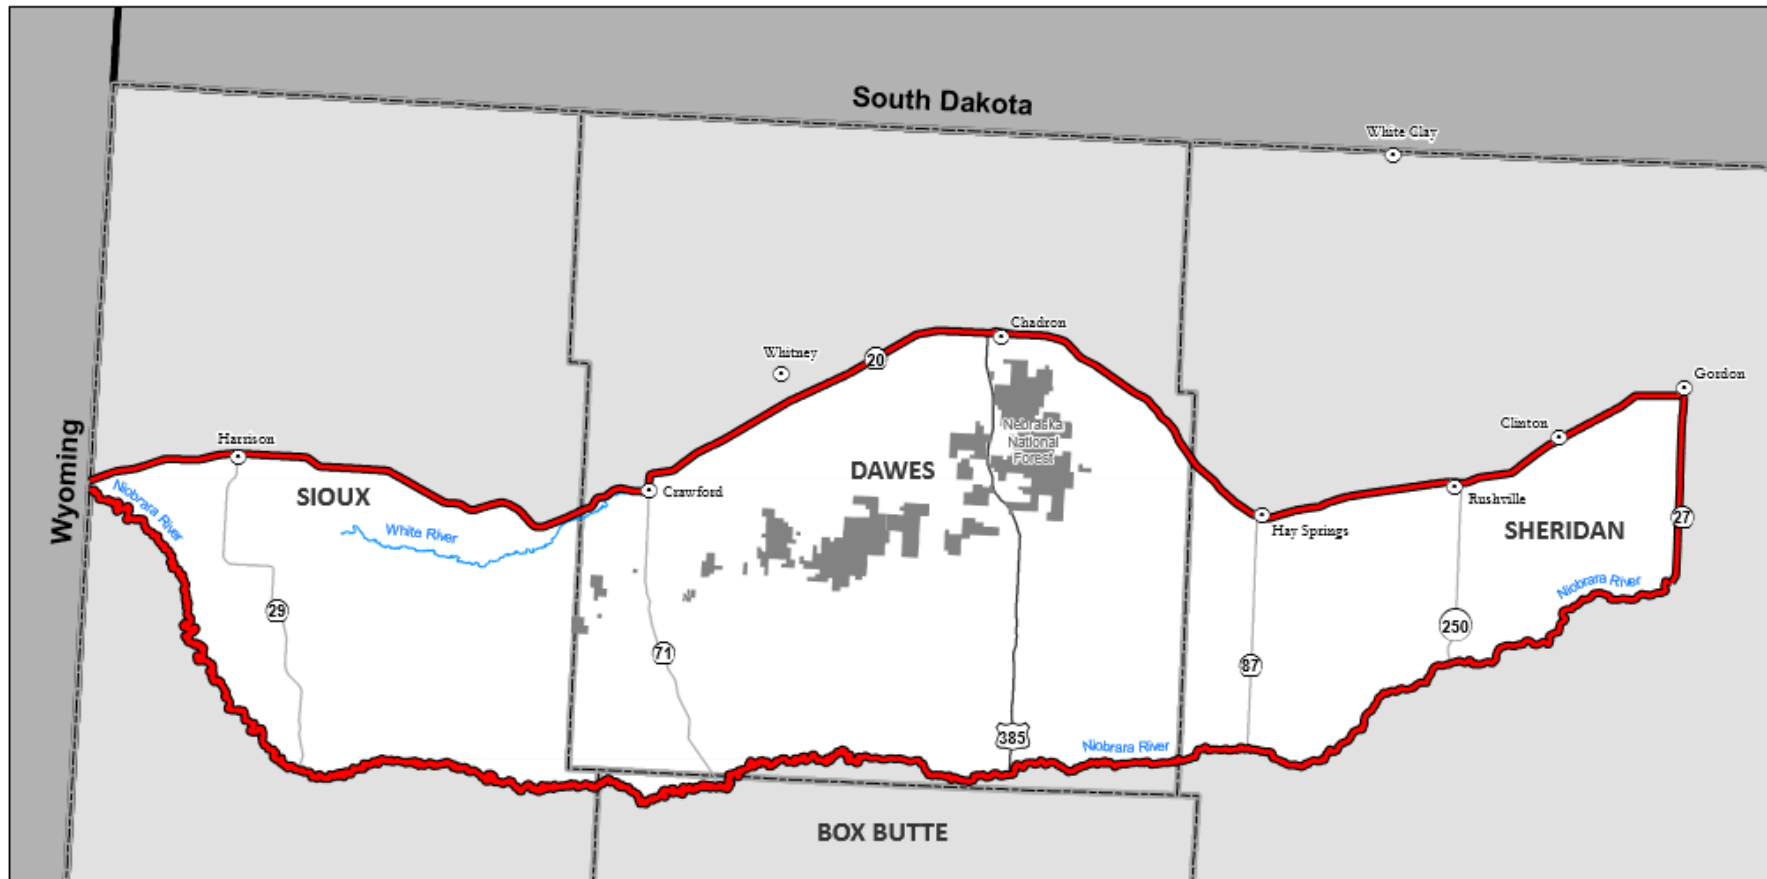 South Dakota
White Clay
Chadron
Whitney
20
Gordon
Nebraska
National
Forest
Clinton
Harrison
Wyoming
DAWES
SIOUX
Crawford
Rushville
Niobrara River
White River
Hay Springs
SHERIDAN
27
Niobrara River
29
250
71
87
385
Niobrara River
BOX BUTTE